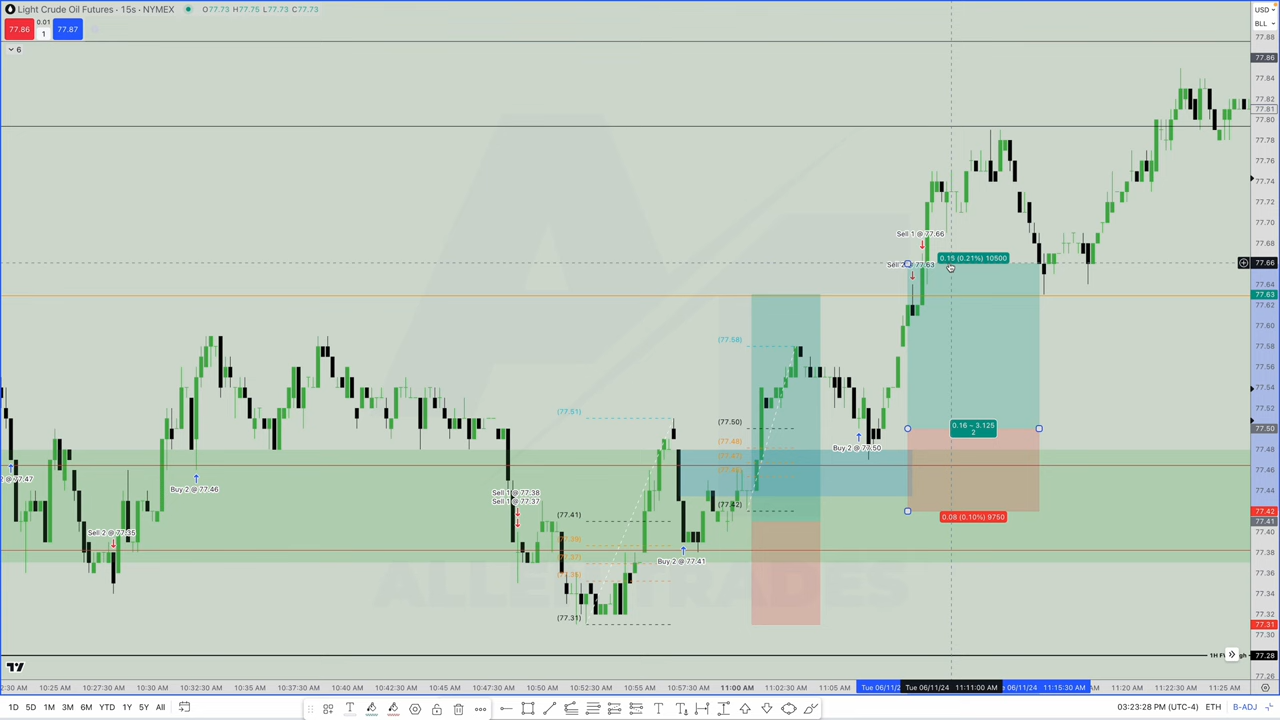 Light Crude Oil Futures · 15s · NYMEX
O77.73 H77.75 L77.73 C77.73
USD
BLL
77.86
0.01
1
77.87
6
77.88
77.86
77.84
77.82
77.81
77.80
77.78
77.76
77.74
77.72
77.70
77.68
77.66
77.64
77.63
77.62
77.60
77.58
77.56
77.54
77.52
77.50
77.48
77.46
77.44
77.42
77.41
77.40
77.38
77.36
77.34
77.32
77.31
77.30
77.28
77.26
Sell 1 @ 77.66
0.15 (0.21%) 10500
(77.58)
(77.51)
(77.50)
0.16 ~ 3.125
2
(77.48)
Buy 2 @ 77.50
Buy 2 @ 77.46
Sell 1 @ 77.38
Sell 1 @ 77.37
(77.42)
(77.41)
0.08 (0.10%) 9750
Sell 2 @ 77.35
Buy 2 @ 77.41
(77.31)
10:25 AM
10:27:30 AM
10:30 AM
10:32:30 AM
10:35 AM
10:37:30 AM
10:40 AM
10:42:30 AM
10:45 AM
10:47:30 AM
10:50 AM
10:52:30 AM
10:55 AM
10:57:30 AM
11:00 AM
11:02:30 AM
11:05 AM
Tue 06/11/24
Tue 06/11/24 11:11:00 AM
06/11/24 11:15:30 AM
11:20 AM
11:22:30 AM
11:25 AM
1D 5D 1M 3M 6M YTD 1Y 5Y All
03:23:28 PM (UTC-4) ETH B-ADJ